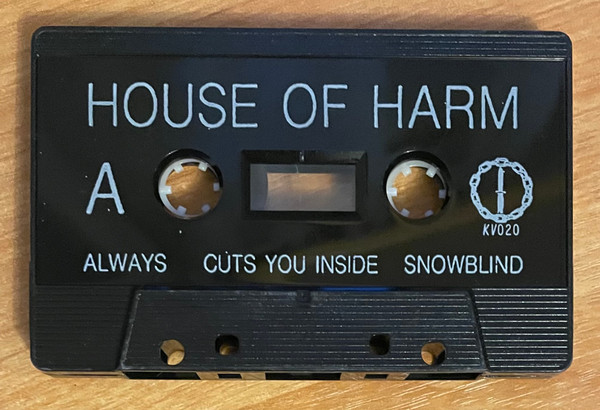 HOUSE OF HARM
A
KV020
ALWAYS CUTS YOU INSIDE SNOWBLIND